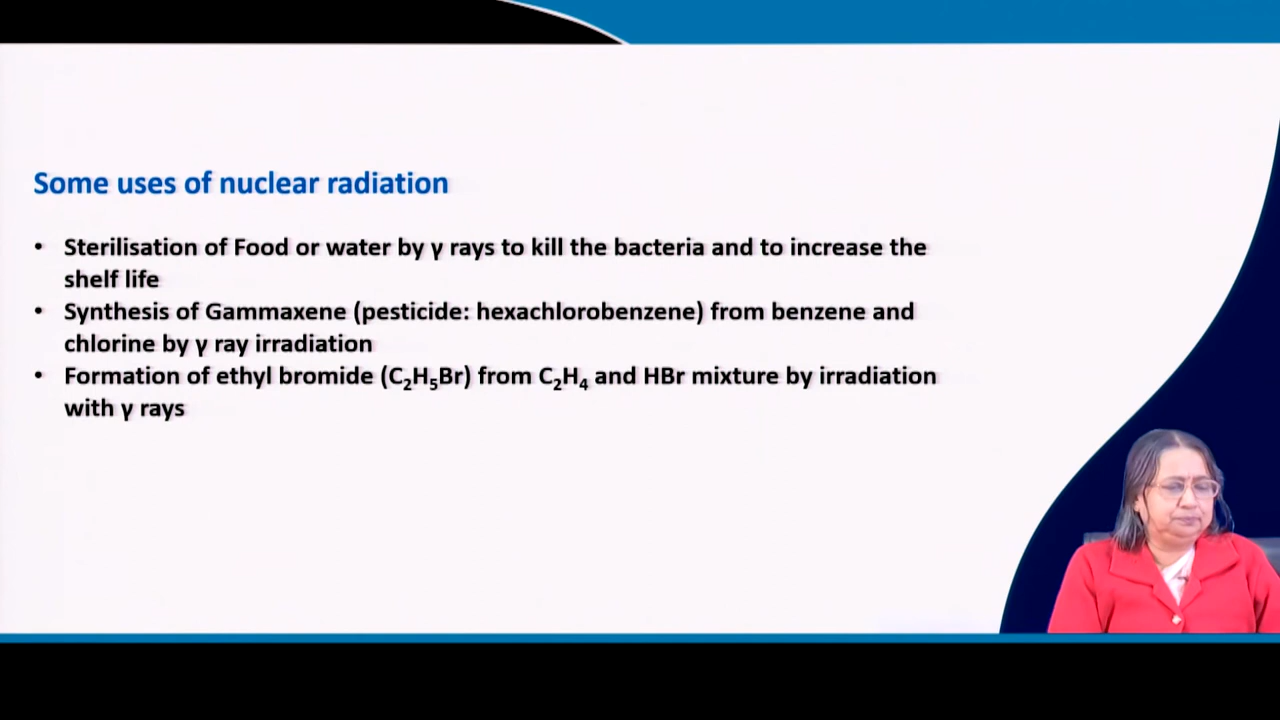 Some uses of nuclear radiation
• Sterilisation of Food or water by γ rays to kill the bacteria and to increase the
shelf life
• Synthesis of Gammaxene (pesticide: hexachlorobenzene) from benzene and
chlorine by γ ray irradiation
• Formation of ethyl bromide (C₂H₅Br) from C₂H₄ and HBr mixture by irradiation
with γ rays